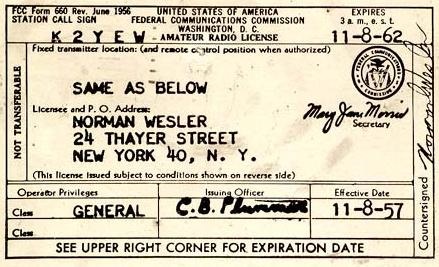 FCC Form 660 Rev. June 1956
UNITED STATES OF AMERICA
EXPIRES
STATION CALL SIGN
FEDERAL COMMUNICATIONS COMMISSION
3 a.m., e.s.t.
WASHINGTON, D. C.
K2YEW
AMATEUR RADIO LICENSE
11-8-62
Fixed transmitter location: (and remote control position when authorized)
SAME AS BELOW
NOT TRANSFERABLE
Licensee and P. O. Address:
NORMAN WESLER
24 THAYER STREET
NEW YORK 40, N. Y.
Mary Jane Morris
Secretary
(This license issued subject to conditions shown on reverse side)
Countersigned Norman Wesler
Operator Privileges
Issuing Officer
Effective Date
Class GENERAL
C. B. Plummer
11-8-57
Class
SEE UPPER RIGHT CORNER FOR EXPIRATION DATE